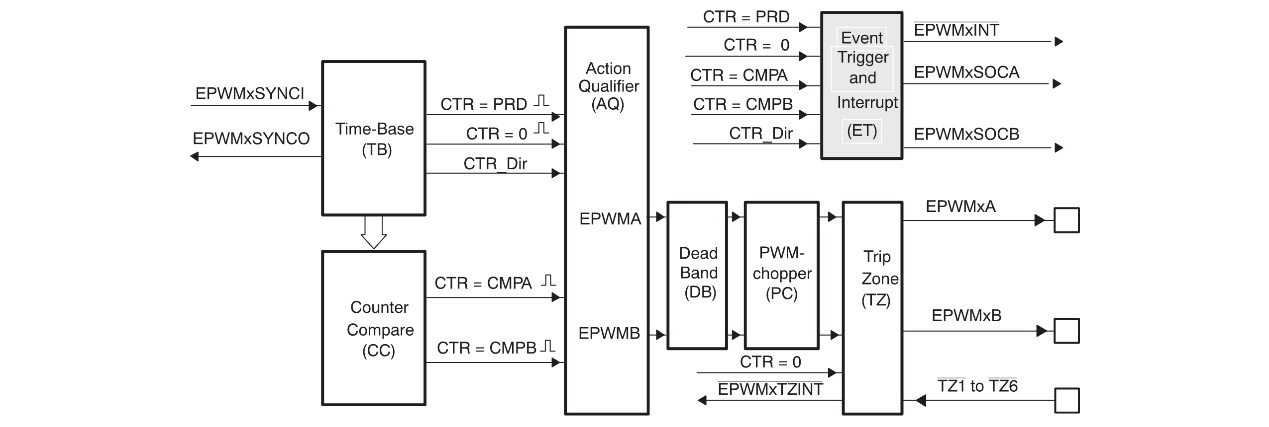 CTR = PRD
CTR = 0
CTR = CMPA
CTR = CMPB
CTR_Dir
Event
Trigger
and
Interrupt
(ET)
EPWMxINT
EPWMxSOCA
EPWMxSOCB
EPWMxSYNCI
EPWMxSYNCO
Time-Base
(TB)
CTR = PRD
CTR = 0
CTR_Dir
Action
Qualifier
(AQ)
EPWMA
EPWMB
Counter
Compare
(CC)
CTR = CMPA
CTR = CMPB
Dead
Band
(DB)
PWM-
chopper
(PC)
Trip
Zone
(TZ)
EPWMxA
EPWMxB
CTR = 0
EPWMxTZINT
TZ1 to TZ6